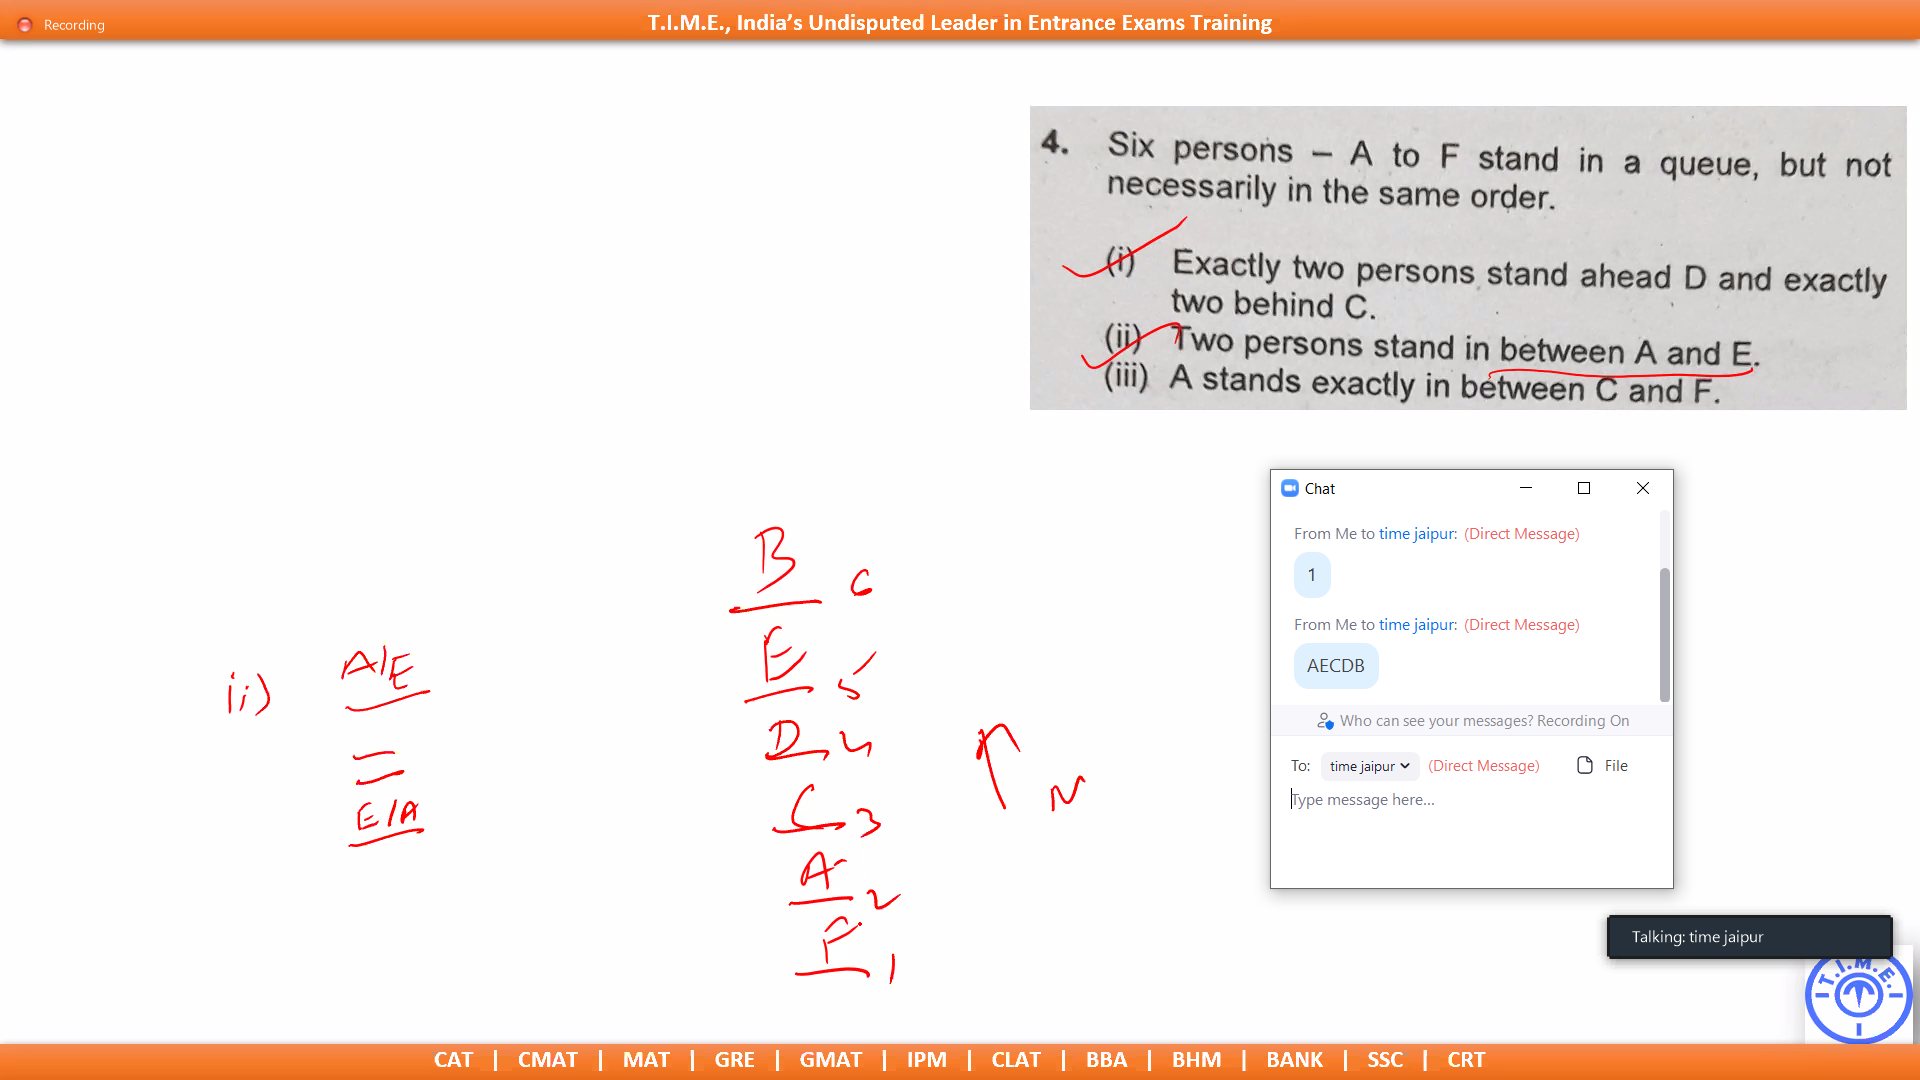 Recording
T.I.M.E., India's Undisputed Leader in Entrance Exams Training
4. Six persons – A to F stand in a queue, but not
necessarily in the same order.
(i) Exactly two persons stand ahead D and exactly
two behind C.
(ii) Two persons stand in between A and E.
(iii) A stands exactly in between C and F.
Chat
From Me to time jaipur: (Direct Message)
1
From Me to time jaipur: (Direct Message)
AECDB
Who can see your messages? Recording On
To: time jaipur (Direct Message) File
Type message here...
B 6
E 5
D 4
C 3
A 2
F 1
N
ii) A/E
E/A
Talking: time jaipur
T.I.M.E.
CAT | CMAT | MAT | GRE | GMAT | IPM | CLAT | BBA | BHM | BANK | SSC | CRT